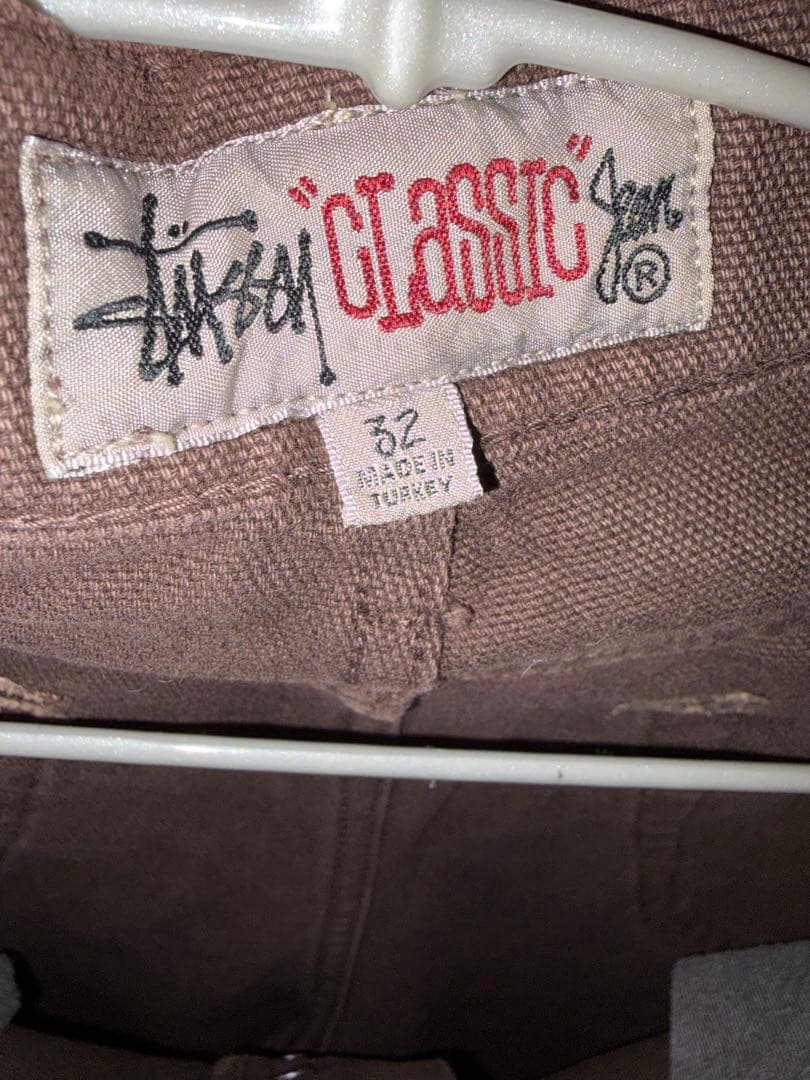 Stüssy "CLaSSIC" Jean ®
32
MADE IN
TURKEY